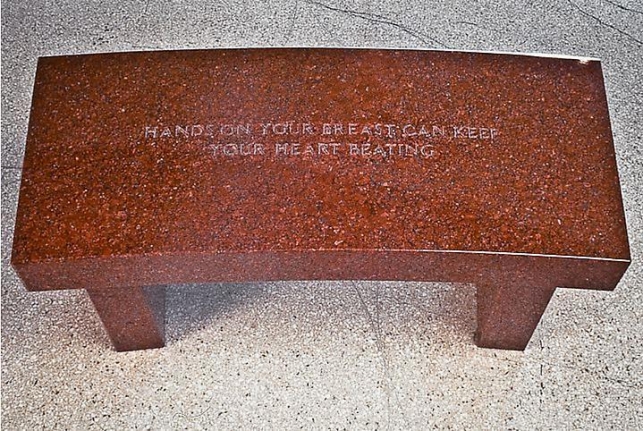 HANDS ON YOUR BREAST CAN KEEP
YOUR HEART BEATING